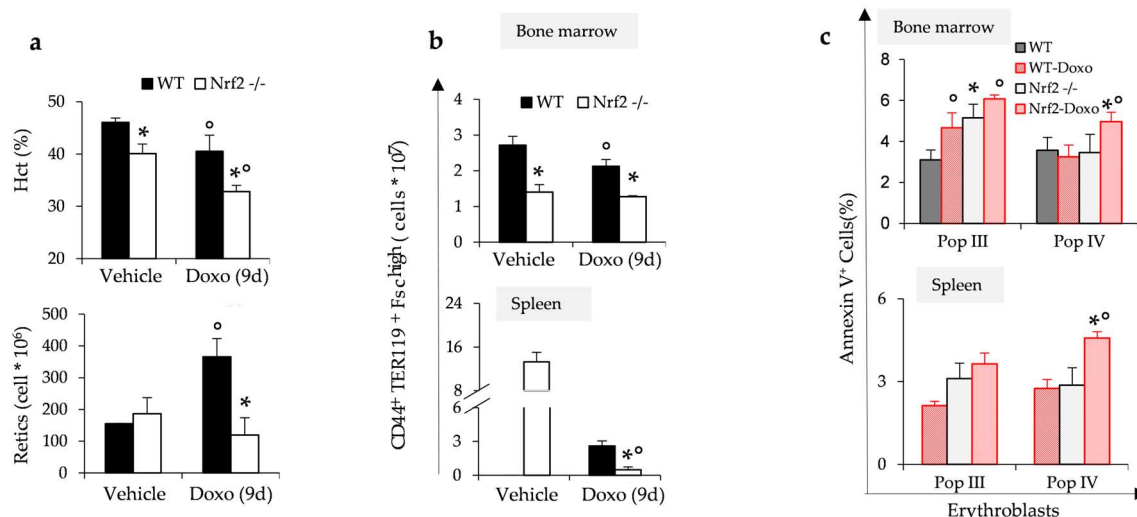 a
WT Nrf2 -/-
Hct (%)
50
40
30
20
* ° *°
Vehicle Doxo (9d)
Retics (cell * 10⁶)
500
400
300
200
100
0
° *
Vehicle Doxo (9d)
b
Bone marrow
WT Nrf2 -/-
CD44⁺ TER119⁺ Fsc high ( cells * 10⁷)
4
3
2
1
0
* ° *
Vehicle Doxo (9d)
Spleen
24
16
8
6
3
0
*°
Vehicle Doxo (9d)
c
Bone marrow
WT
WT-Doxo
Nrf2 -/-
Nrf2-Doxo
Annexin V⁺ Cells(%)
8
6
4
2
0
° * ° *°
Pop III Pop IV
Spleen
6
3
0
*°
Pop III Pop IV
Erythroblasts